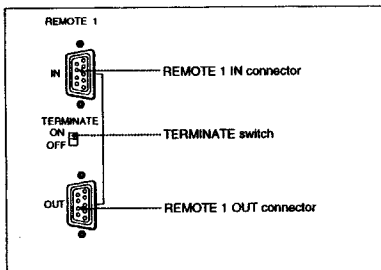 REMOTE 1
IN
REMOTE 1 IN connector
TERMINATE
ON
OFF
TERMINATE switch
OUT
REMOTE 1 OUT connector